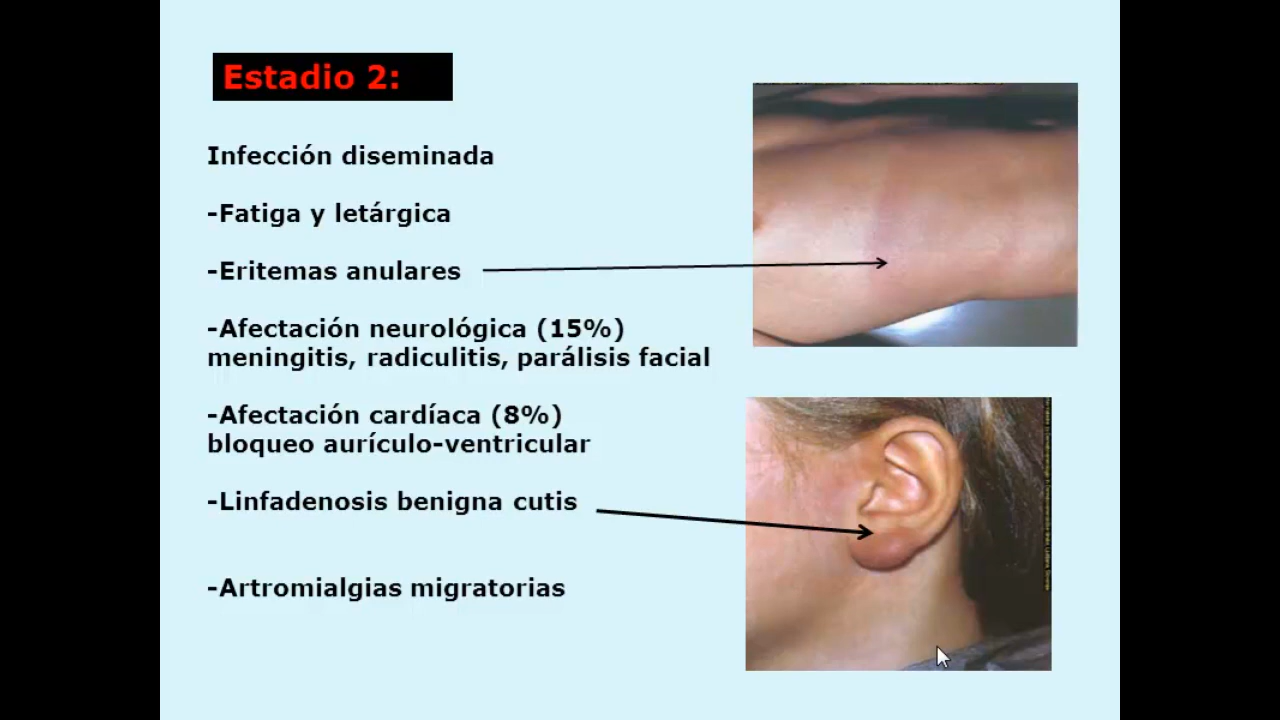 Estadio 2:
Infección diseminada
-Fatiga y letárgica
-Eritemas anulares
-Afectación neurológica (15%)
meningitis, radiculitis, parálisis facial
-Afectación cardíaca (8%)
bloqueo aurículo-ventricular
-Linfadenosis benigna cutis
-Artromialgias migratorias